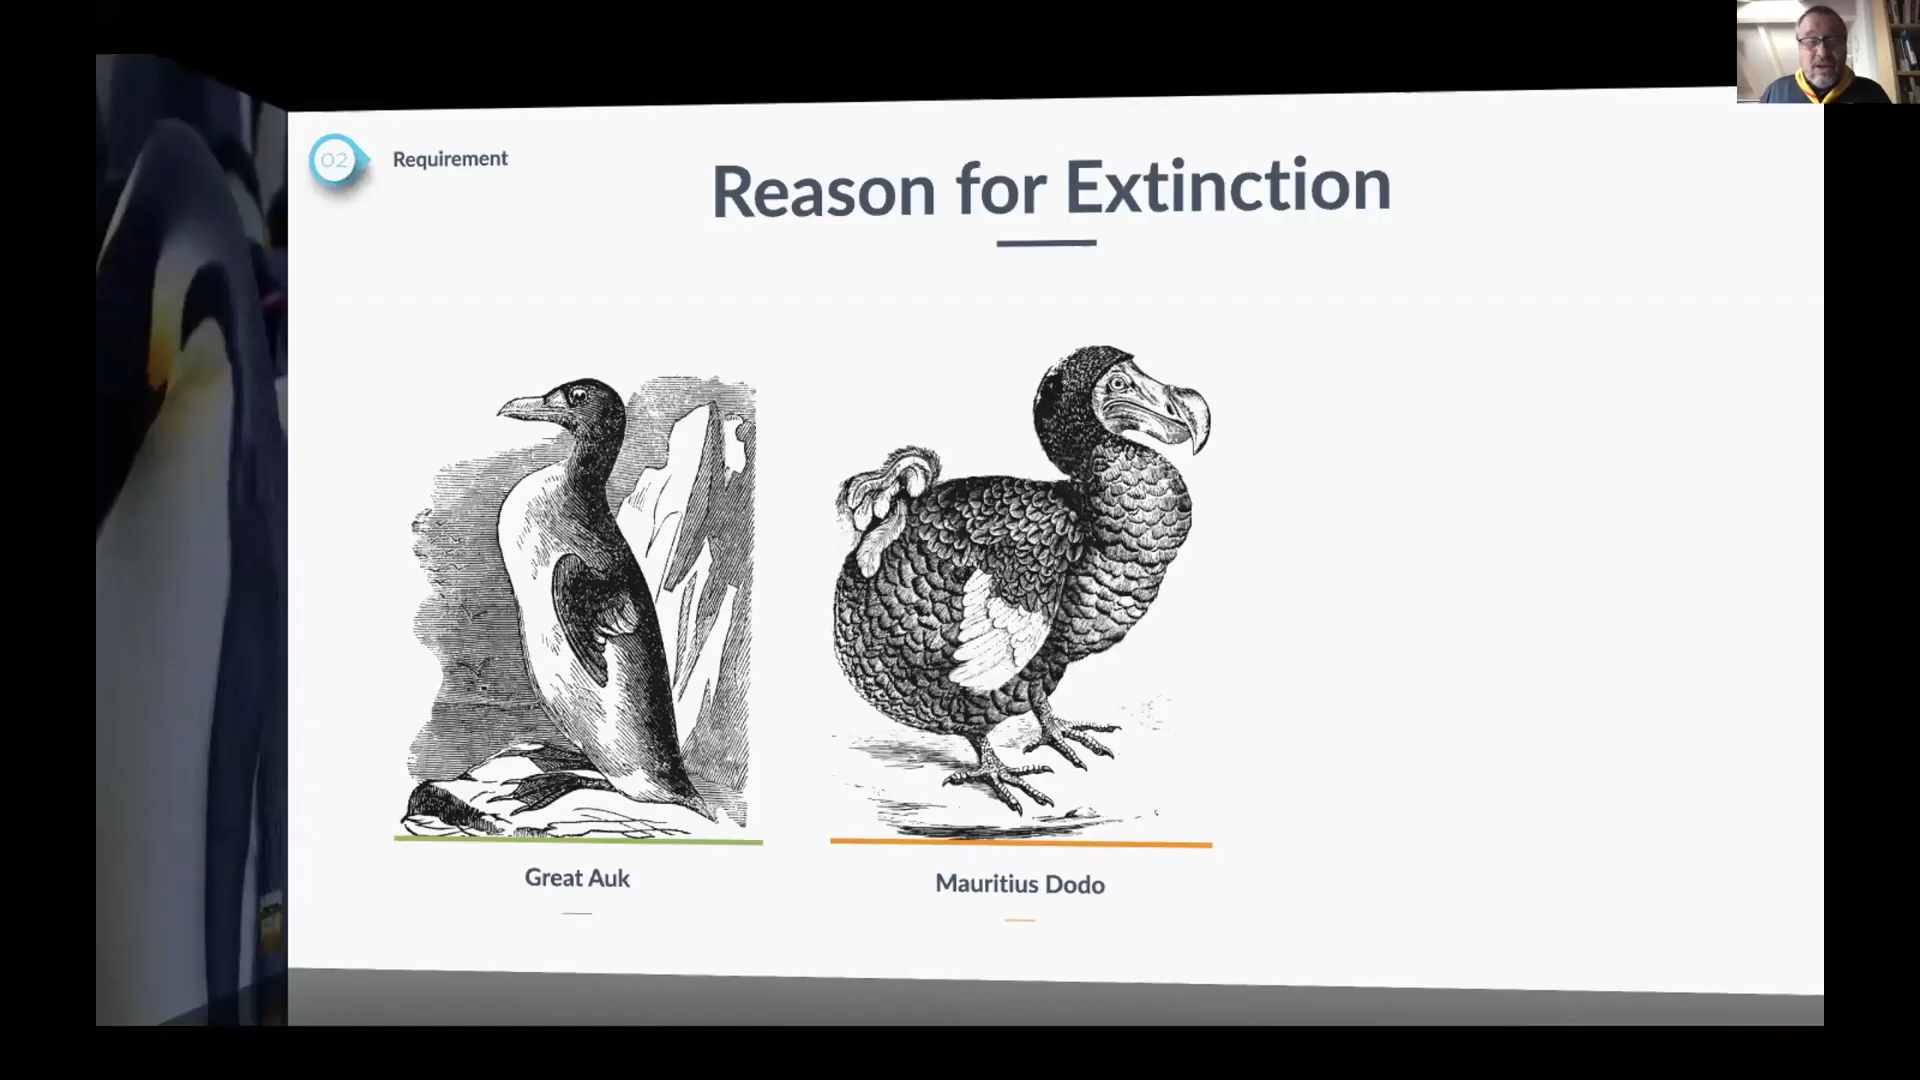 02
Requirement
Reason for Extinction
Great Auk
Mauritius Dodo